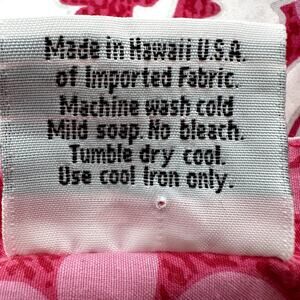 Made in Hawaii U.S.A.
of Imported Fabric.
Machine wash cold
Mild soap. No bleach.
Tumble dry cool.
Use cool Iron only.